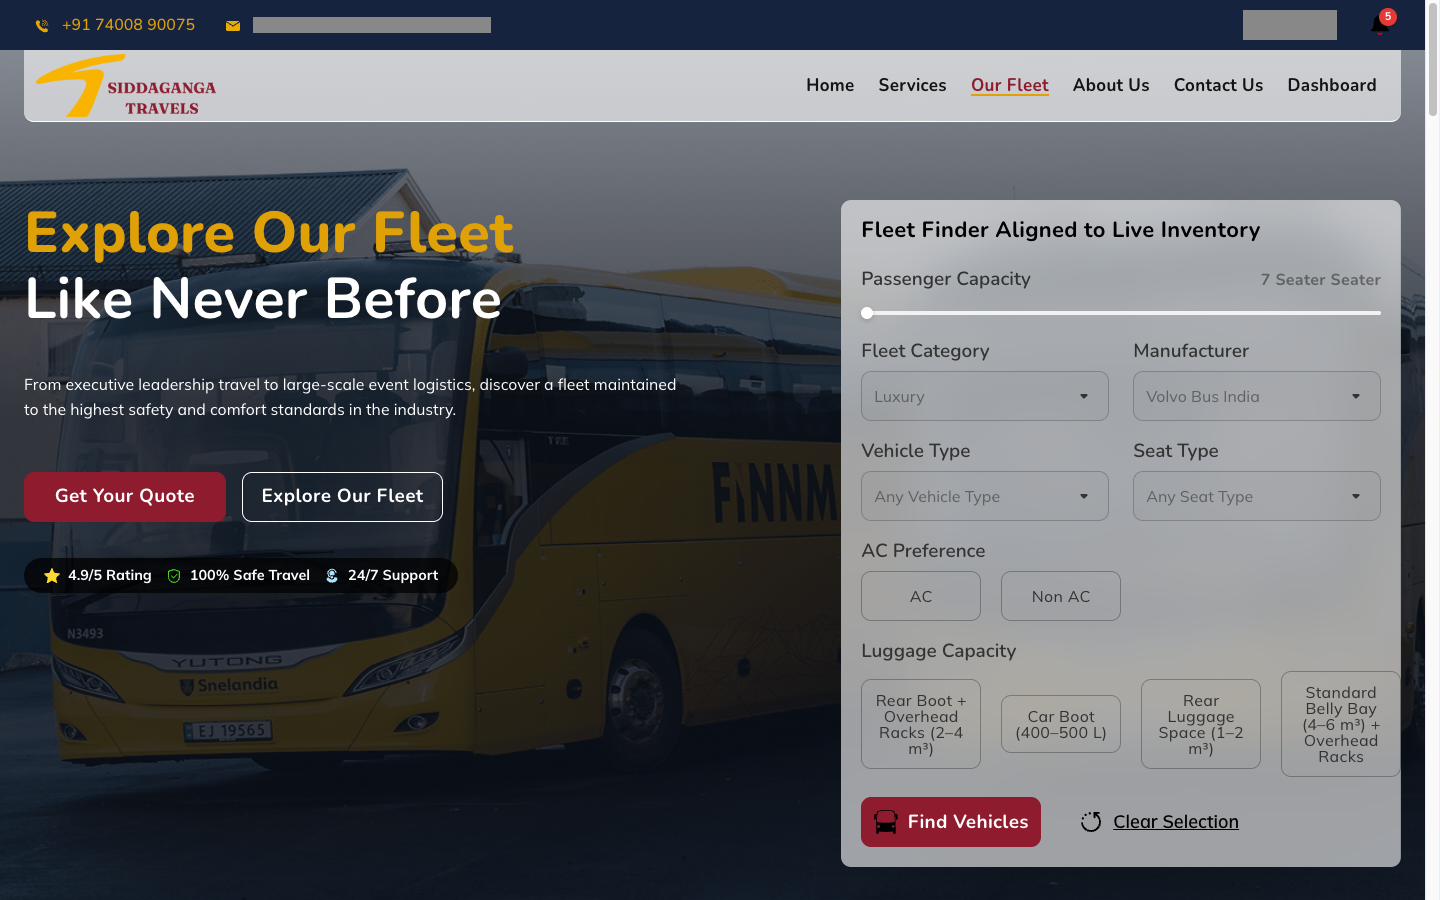 +91 74008 90075
5
SIDDAGANGA
TRAVELS
Home Services Our Fleet About Us Contact Us Dashboard
Explore Our Fleet
Like Never Before
From executive leadership travel to large-scale event logistics, discover a fleet maintained
to the highest safety and comfort standards in the industry.
Get Your Quote Explore Our Fleet
4.9/5 Rating 100% Safe Travel 24/7 Support
FINNM
N3493
YUTONG
Snelandia
EJ 19565
Fleet Finder Aligned to Live Inventory
Passenger Capacity 7 Seater Seater
Fleet Category Manufacturer
Luxury Volvo Bus India
Vehicle Type Seat Type
Any Vehicle Type Any Seat Type
AC Preference
AC Non AC
Luggage Capacity
Rear Boot +
Overhead
Racks (2–4
m³)
Car Boot
(400–500 L)
Rear
Luggage
Space (1–2
m³)
Standard
Belly Bay
(4–6 m³) +
Overhead
Racks
Find Vehicles Clear Selection